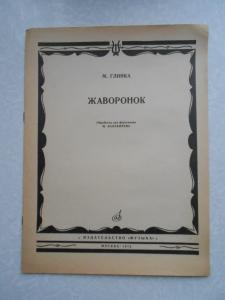 М. ГЛИНКА
ЖАВОРОНОК
Обработка для фортепиано
М. БАЛАКИРЕВА
ИЗДАТЕЛЬСТВО «МУЗЫКА»
МОСКВА